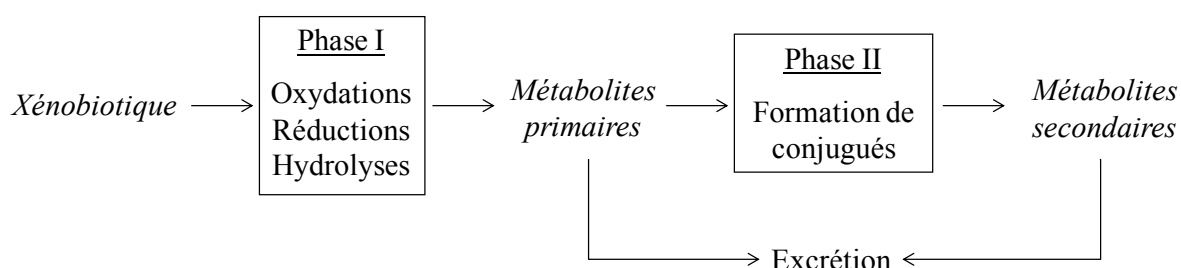 Xénobiotique
Phase I
Oxydations
Réductions
Hydrolyses
Métabolites
primaires
Phase II
Formation de
conjugués
Métabolites
secondaires
Excrétion